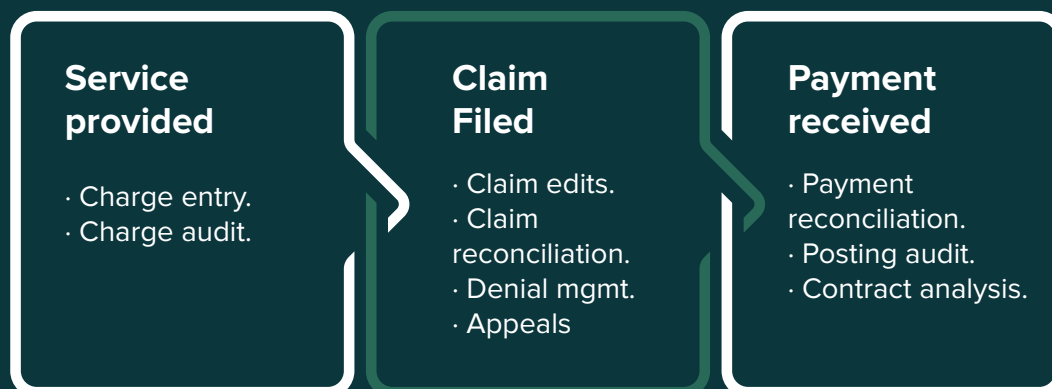 Service
provided
· Charge entry.
· Charge audit.
Claim
Filed
· Claim edits.
· Claim
reconciliation.
· Denial mgmt.
· Appeals
Payment
received
· Payment
reconciliation.
· Posting audit.
· Contract analysis.